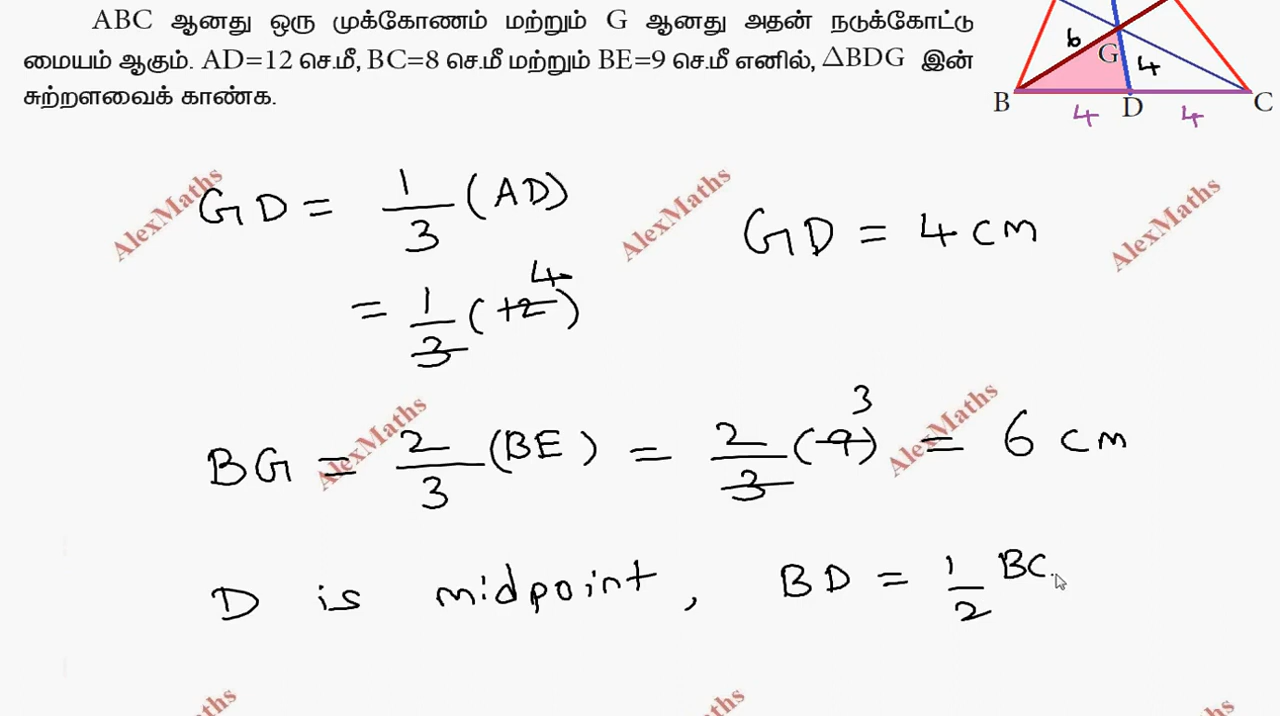 ABC ஆனது ஒரு முக்கோணம் மற்றும் G ஆனது அதன் நடுக்கோட்டு
மையம் ஆகும். AD=12 செ.மீ, BC=8 செ.மீ மற்றும் BE=9 செ.மீ எனில், ΔBDG இன்
சுற்றளவைக் காண்க.
6
G
4
B
D
C
4
4
AlexMaths
AlexMaths
AlexMaths
GD = 1/3 (AD)
GD = 4 cm
4
= 1/3 (12)
3
AlexMaths
AlexMaths
BG = 2/3 (BE) = 2/3 (9) = 6 cm
D is midpoint, BD = 1/2 BC